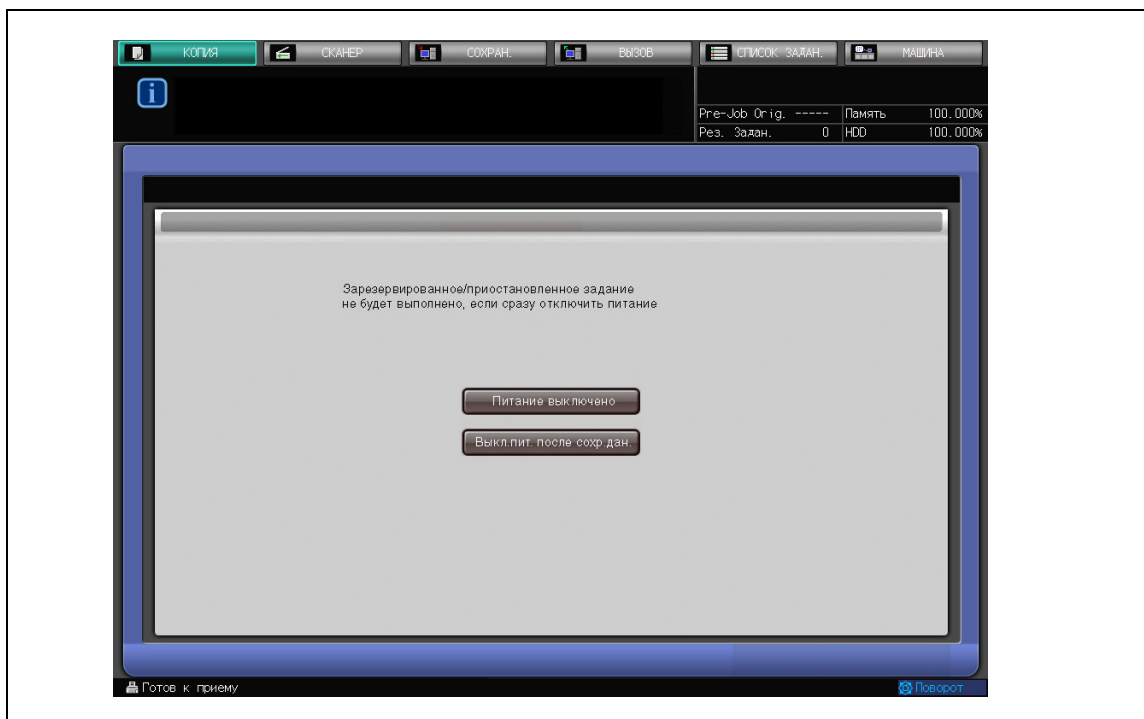 КОПИЯ СКАНЕР СОХРАН. ВЫЗОВ СПИСОК ЗАДАН. МАШИНА
Pre-Job Orig. ----- Память 100.000%
Рез. Задан. 0 HDD 100.000%
Зарезервированное/приостановленное задание
не будет выполнено, если сразу отключить питание
Питание выключено
Выкл.пит. после сохр.дан.
Готов к приему Поворот